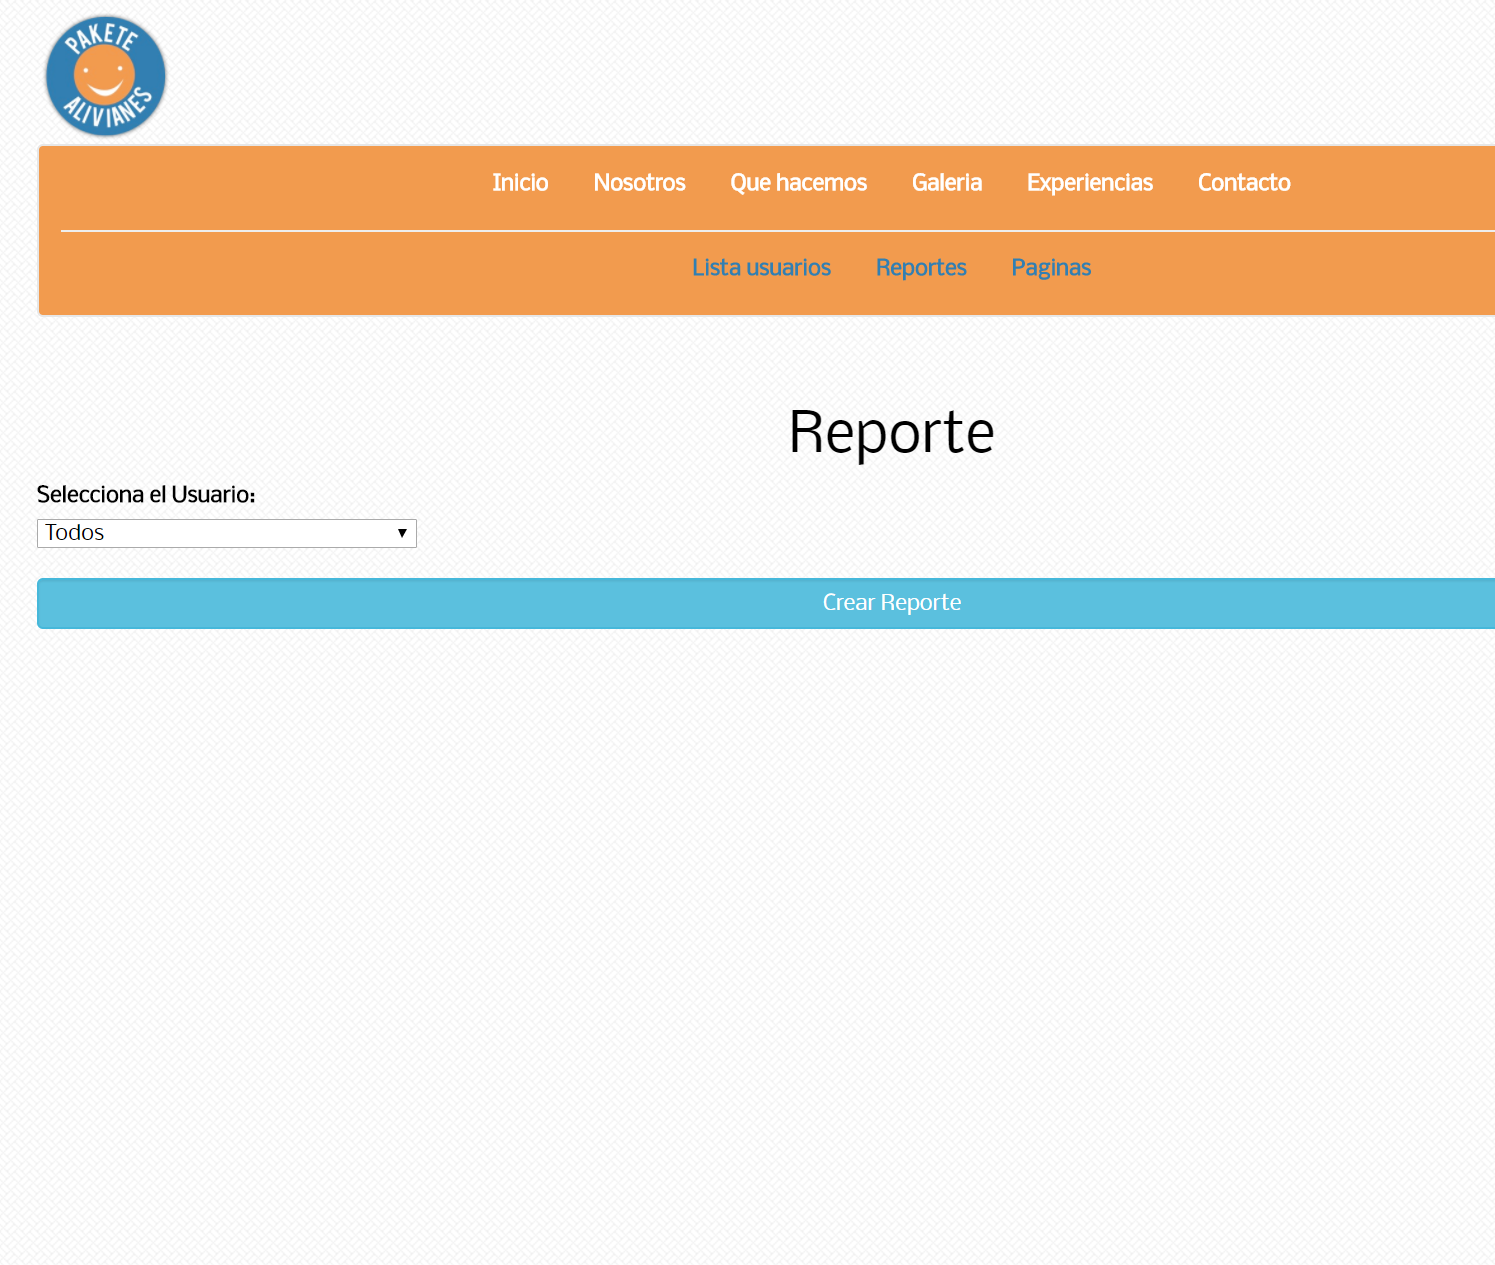 PAKETE
ALIVIANES
Inicio Nosotros Que hacemos Galeria Experiencias Contacto
Lista usuarios Reportes Paginas
Reporte
Selecciona el Usuario:
Todos
Crear Reporte